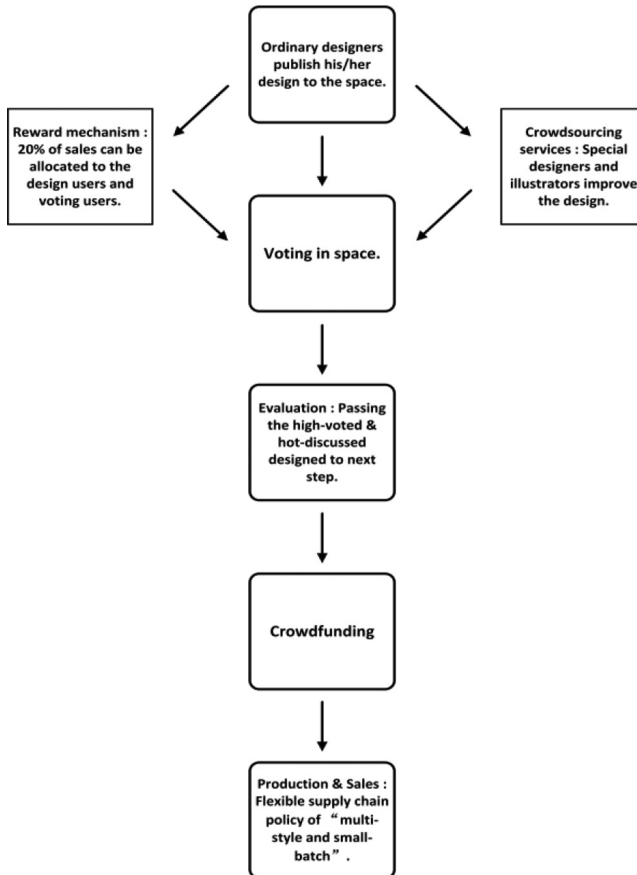 Ordinary designers
publish his/her
design to the space.
Reward mechanism :
20% of sales can be
allocated to the
design users and
voting users.
Crowdsourcing
services : Special
designers and
illustrators improve
the design.
Voting in space.
Evaluation : Passing
the high-voted &
hot-discussed
designed to next
step.
Crowdfunding
Production & Sales :
Flexible supply chain
policy of “multi-
style and small-
batch”.